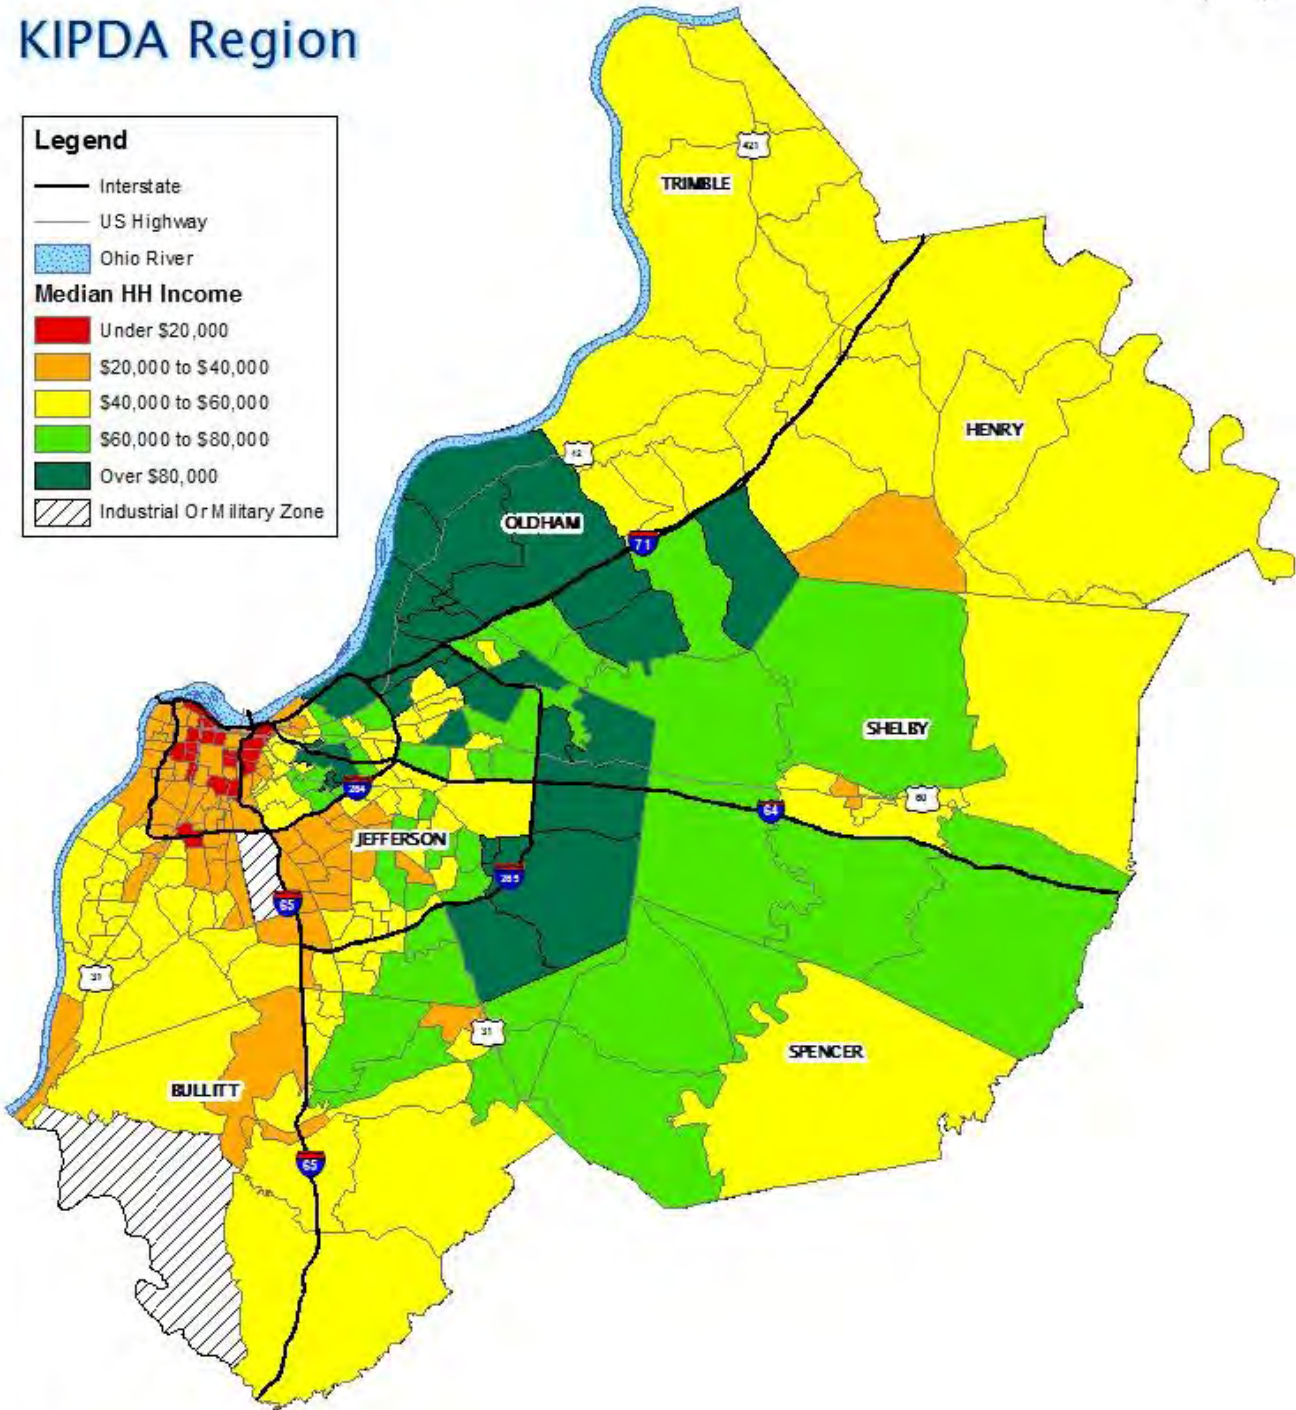 KIPDA Region
Legend
Interstate
US Highway
Ohio River
Median HH Income
Under $20,000
$20,000 to $40,000
$40,000 to $60,000
$60,000 to $80,000
Over $80,000
Industrial Or Military Zone
421
TRIMBLE
HENRY
42
OLDHAM
71
SHELBY
60
64
264
JEFFERSON
265
65
31
31
SPENCER
BULLITT
65